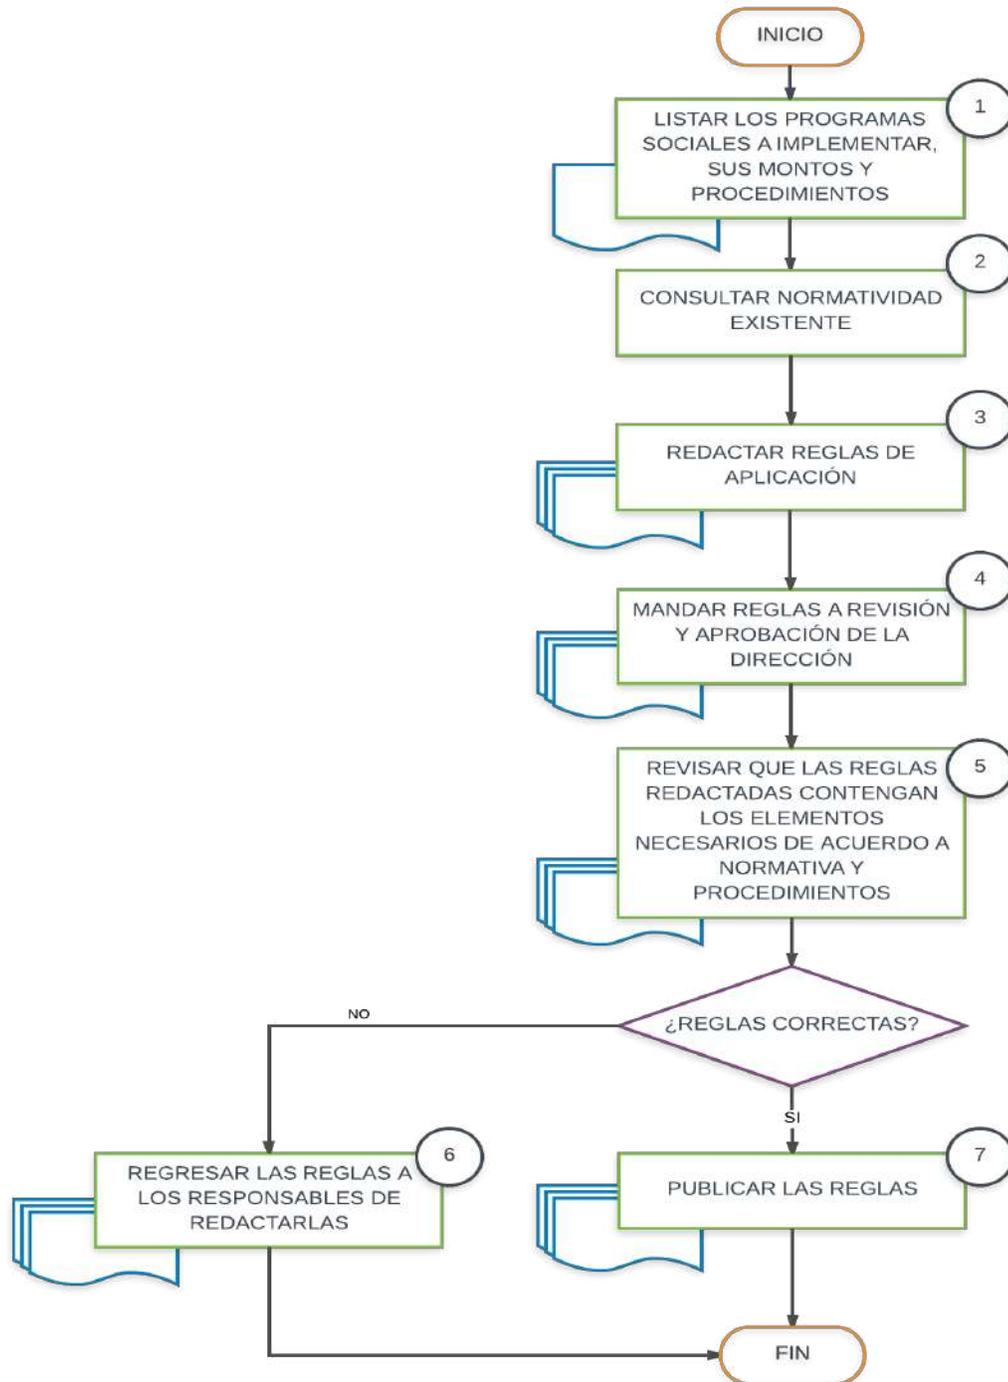 INICIO
1
LISTAR LOS PROGRAMAS
SOCIALES A IMPLEMENTAR,
SUS MONTOS Y
PROCEDIMIENTOS
2
CONSULTAR NORMATIVIDAD
EXISTENTE
3
REDACTAR REGLAS DE
APLICACIÓN
4
MANDAR REGLAS A REVISIÓN
Y APROBACIÓN DE LA
DIRECCIÓN
5
REVISAR QUE LAS REGLAS
REDACTADAS CONTENGAN
LOS ELEMENTOS
NECESARIOS DE ACUERDO A
NORMATIVA Y
PROCEDIMIENTOS
¿REGLAS CORRECTAS?
NO
SI
6
REGRESAR LAS REGLAS A
LOS RESPONSABLES DE
REDACTARLAS
7
PUBLICAR LAS REGLAS
FIN